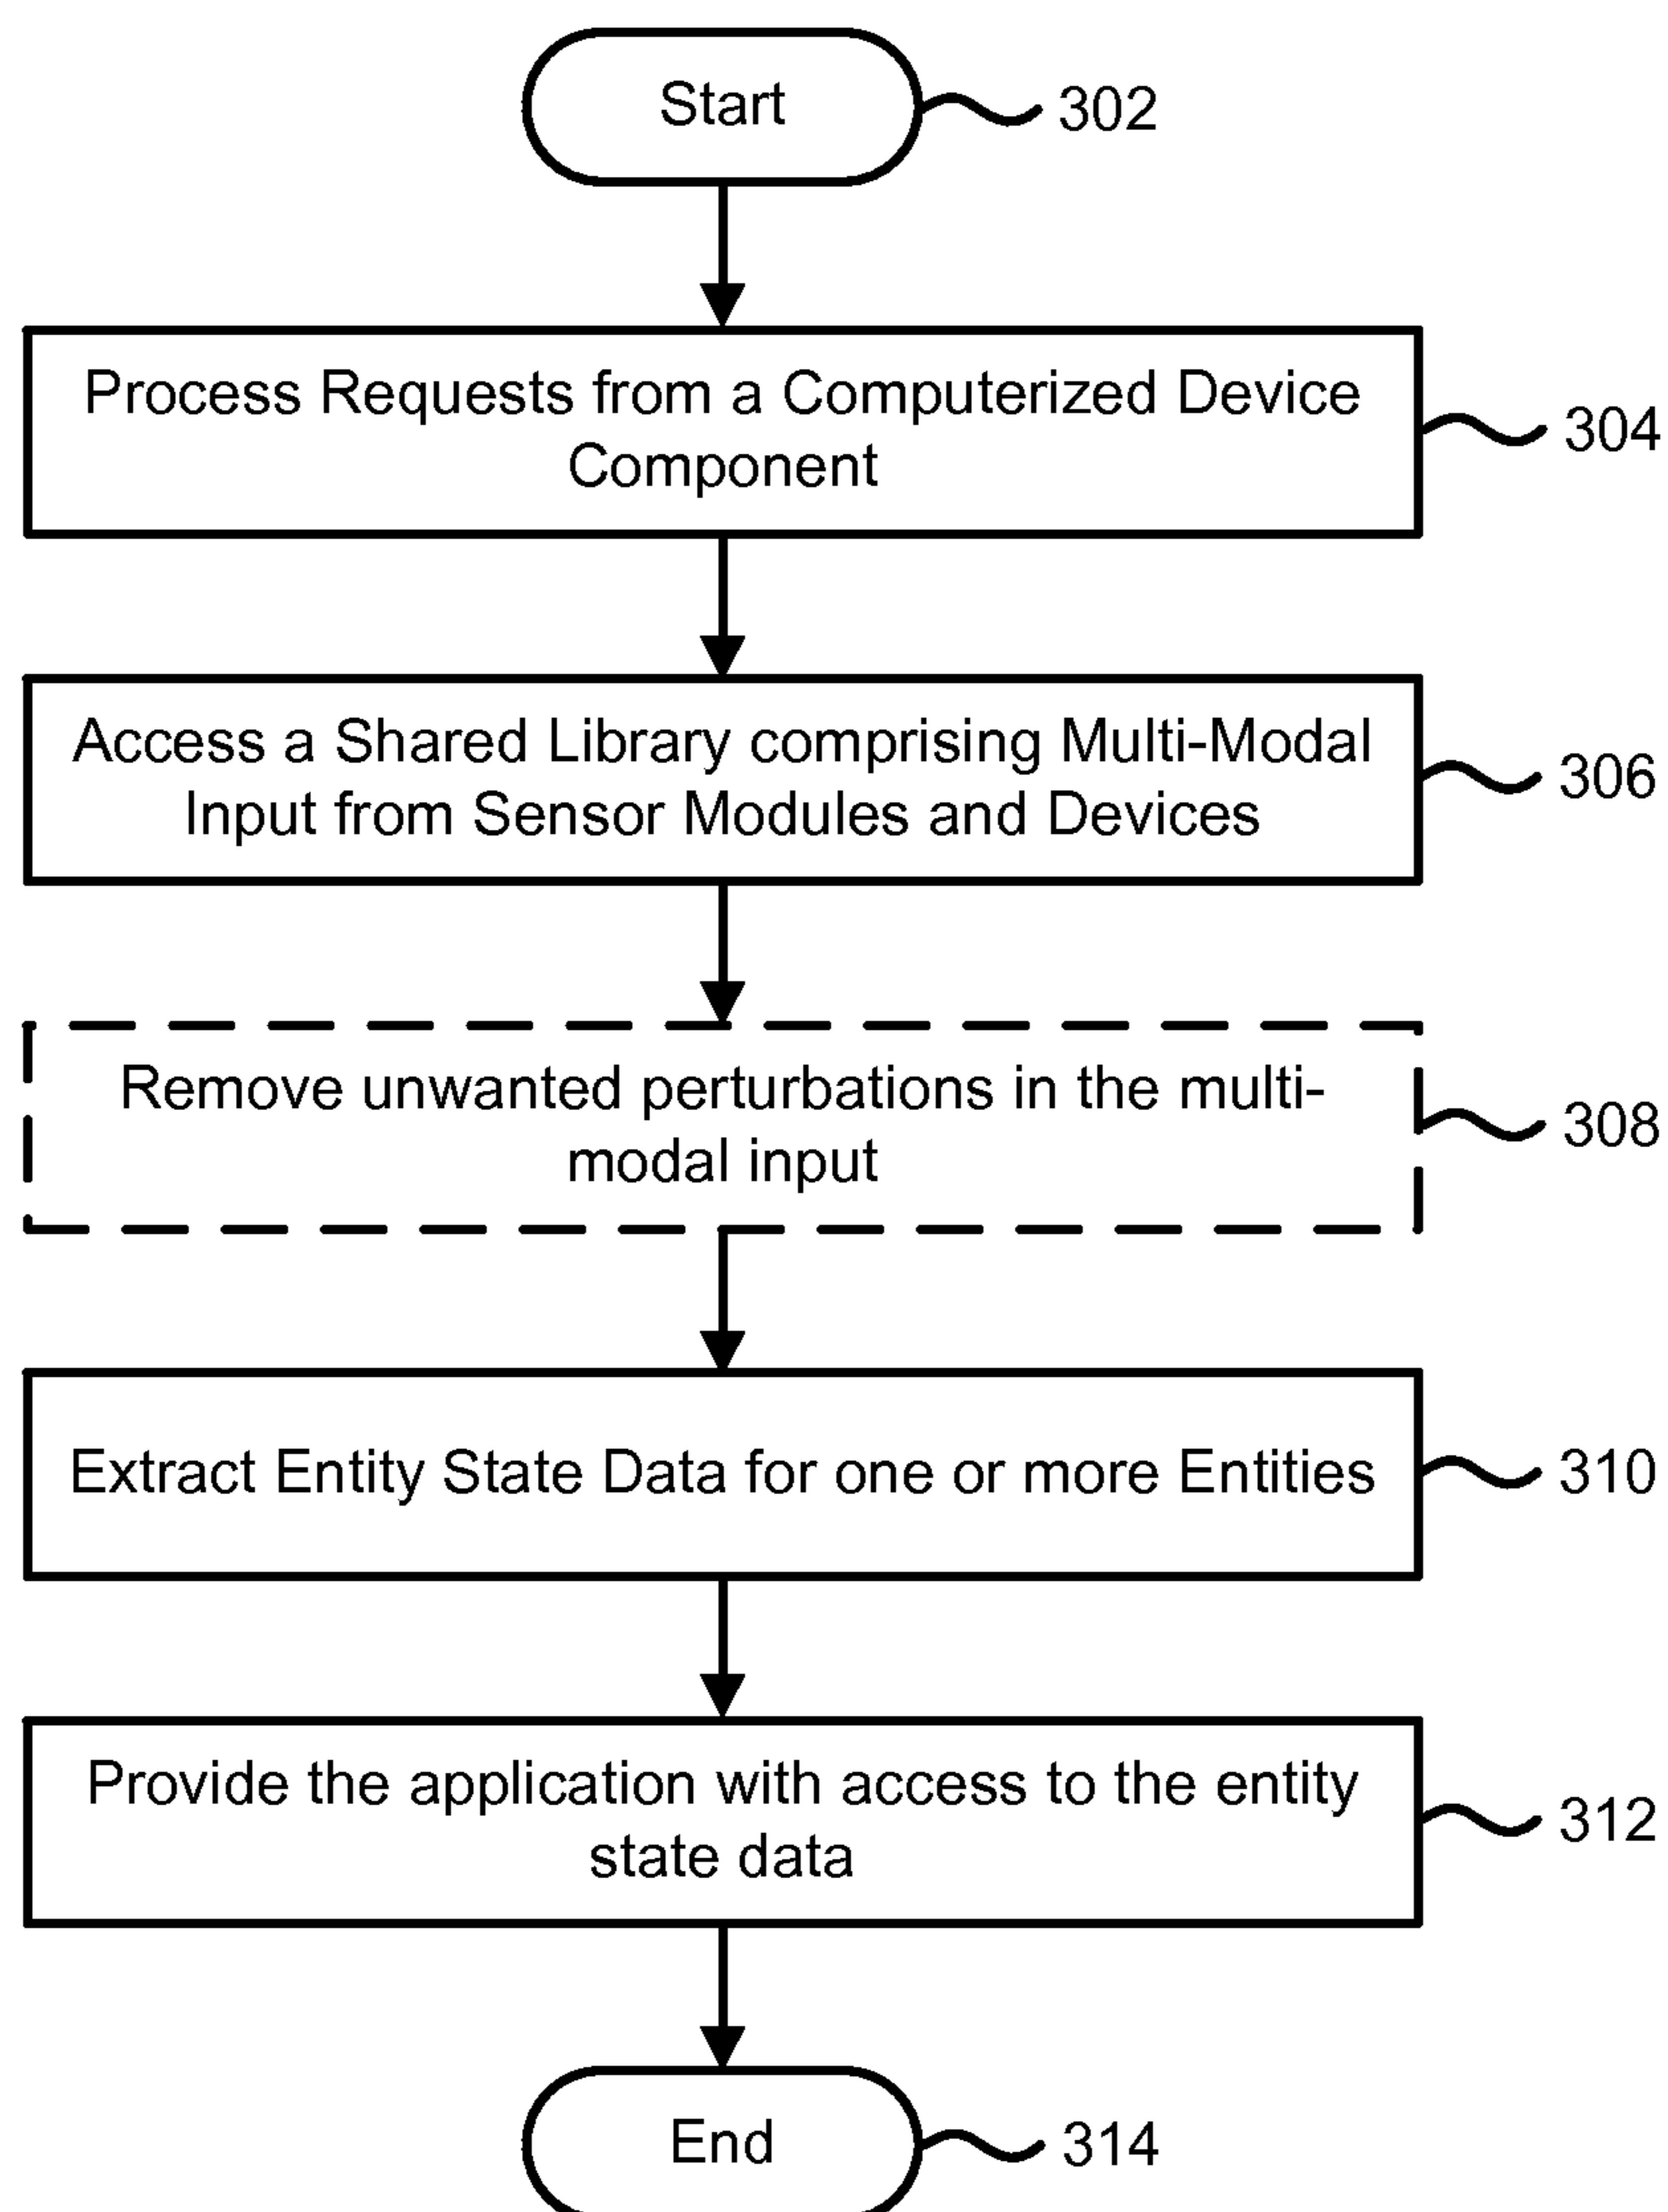 Start
302
Process Requests from a Computerized Device
Component
304
Access a Shared Library comprising Multi-Modal
Input from Sensor Modules and Devices
306
Remove unwanted perturbations in the multi-
modal input
308
Extract Entity State Data for one or more Entities
310
Provide the application with access to the entity
state data
312
End
314